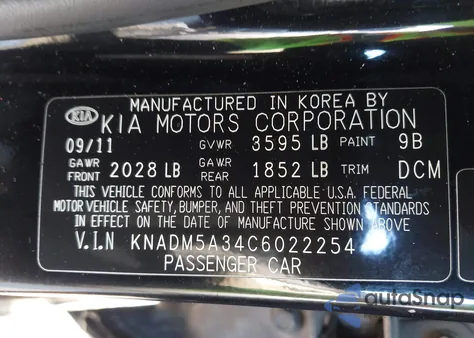 MANUFACTURED IN KOREA BY
KIA KIA MOTORS CORPORATION
09/11 GVWR 3595 LB PAINT 9B
GAWR FRONT 2028 LB GAWR REAR 1852 LB TRIM DCM
THIS VEHICLE CONFORMS TO ALL APPLICABLE U.S.A. FEDERAL
MOTOR VEHICLE SAFETY, BUMPER, AND THEFT PREVENTION STANDARDS
IN EFFECT ON THE DATE OF MANUFACTURE SHOWN ABOVE
V.I.N KNADM5A34C6022254
PASSENGER CAR
autoSnap